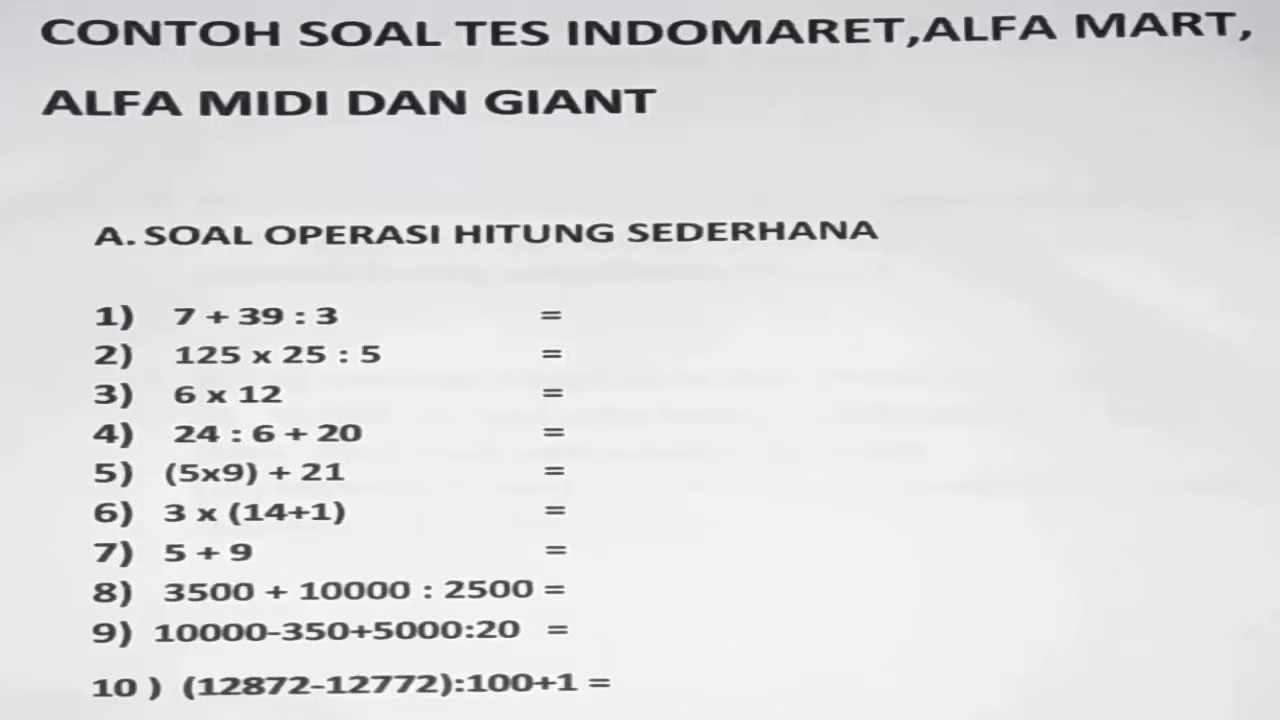 CONTOH SOAL TES INDOMARET,ALFA MART,
ALFA MIDI DAN GIANT
A. SOAL OPERASI HITUNG SEDERHANA
1) 7 + 39 : 3 =
2) 125 x 25 : 5 =
3) 6 x 12 =
4) 24 : 6 + 20 =
5) (5x9) + 21 =
6) 3 x (14+1) =
7) 5 + 9 =
8) 3500 + 10000 : 2500 =
9) 10000-350+5000:20 =
10 ) (12872-12772):100+1 =